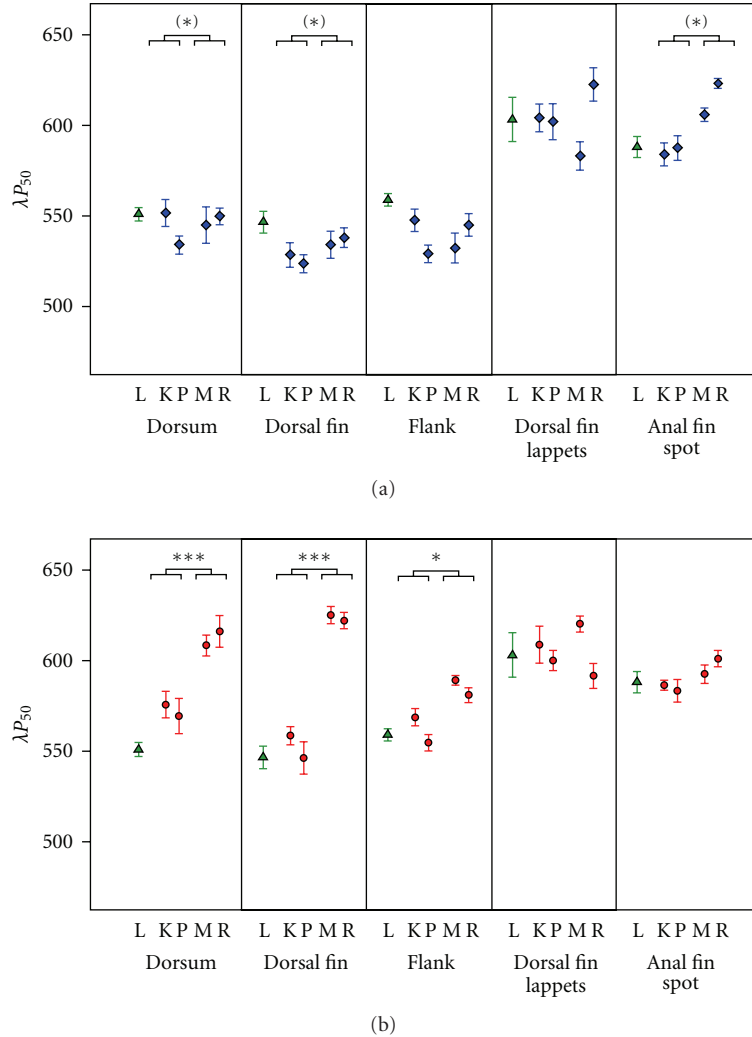 (∗) (∗) (∗)
650
600
550
500
λP50
L K P M R L K P M R L K P M R L K P M R L K P M R
Dorsum Dorsal fin Flank Dorsal fin lappets Anal fin spot
(a)
∗∗∗ ∗∗∗ ∗
650
600
550
500
λP50
L K P M R L K P M R L K P M R L K P M R L K P M R
Dorsum Dorsal fin Flank Dorsal fin lappets Anal fin spot
(b)